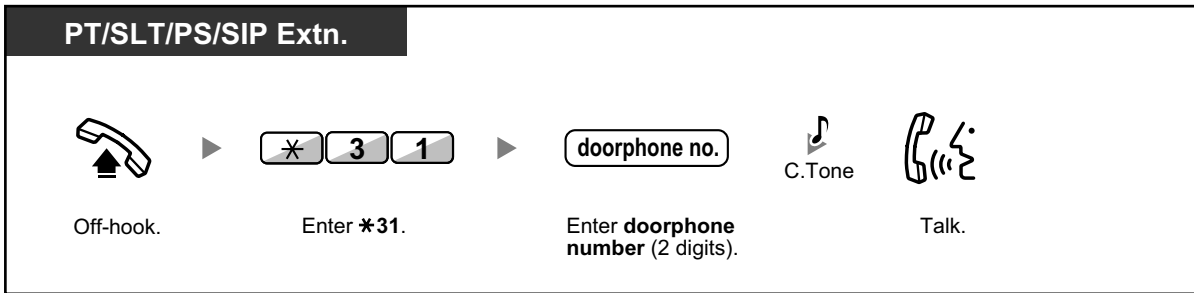 PT/SLT/PS/SIP Extn.
* 3 1
doorphone no.
C.Tone
Off-hook.
Enter *31.
Enter doorphone
number (2 digits).
Talk.